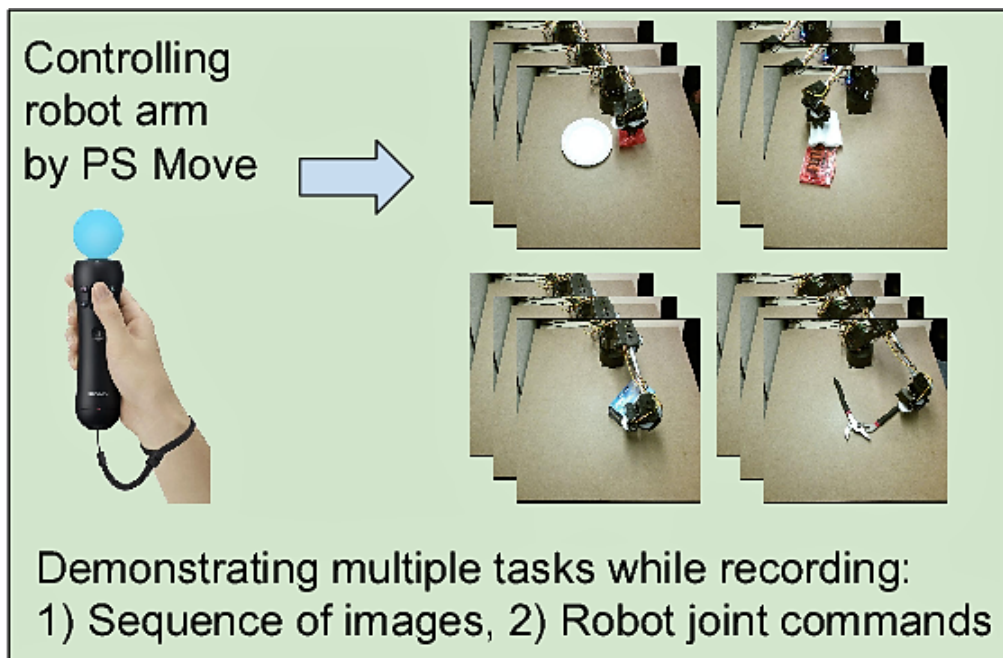 Controlling
robot arm
by PS Move
Demonstrating multiple tasks while recording:
1) Sequence of images, 2) Robot joint commands